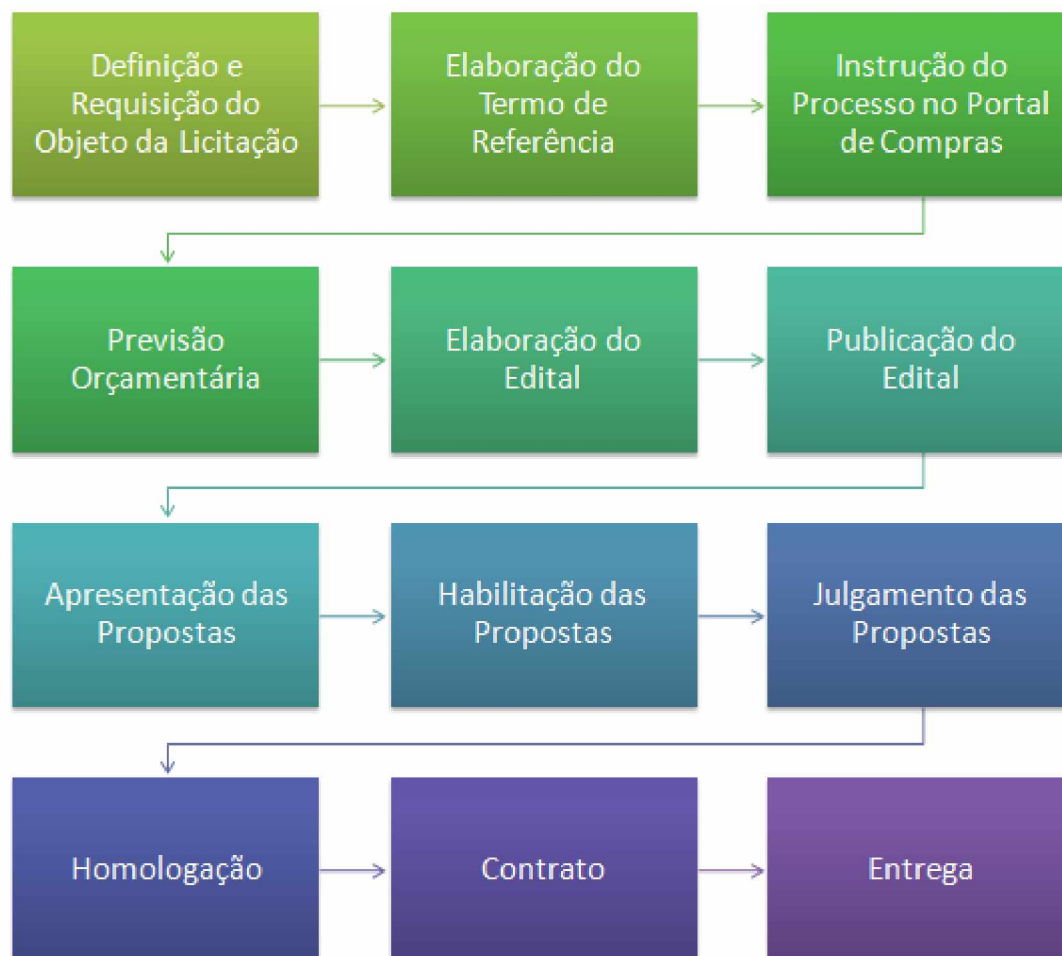 Definição e
Requisição do
Objeto da Licitação
Elaboração do
Termo de
Referência
Instrução do
Processo no Portal
de Compras
Previsão
Orçamentária
Elaboração do
Edital
Publicação do
Edital
Apresentação das
Propostas
Habilitação das
Propostas
Julgamento das
Propostas
Homologação
Contrato
Entrega